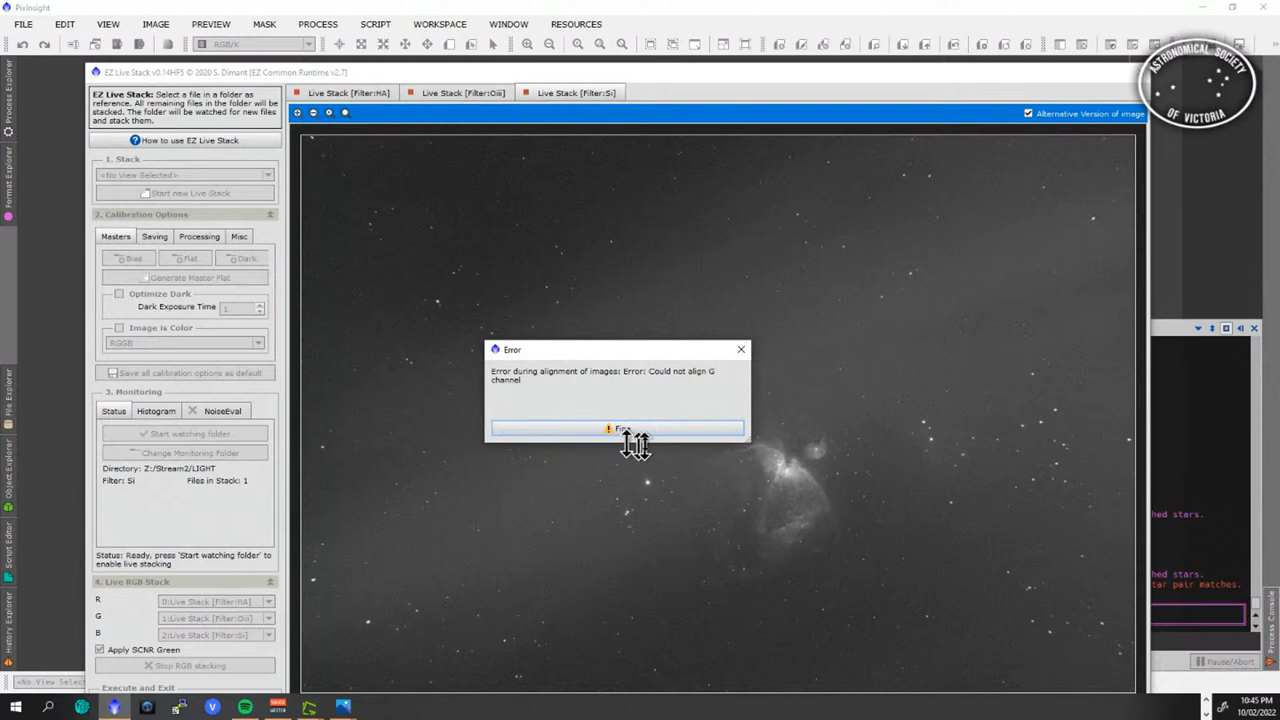 PixInsight
FILE EDIT VIEW IMAGE PREVIEW MASK PROCESS SCRIPT WORKSPACE WINDOW RESOURCES
RGB/K
ASTRONOMICAL SOCIETY
OF VICTORIA
EZ Live Stack v0.14HF5 © 2020 S. Dimant [EZ Common Runtime v2.7]
EZ Live Stack: Select a file in a folder as
reference. All remaining files in the folder will be
stacked. The folder will be watched for new files
and stack them.
Live Stack [Filter:HA] Live Stack [Filter:Oiii] Live Stack [Filter:Si]
Alternative Version of image
How to use EZ Live Stack
1. Stack
<No View Selected>
Start new Live Stack
2. Calibration Options
Masters Saving Processing Misc
Bias Flat Dark
Generate Master Flat
Optimize Dark
Dark Exposure Time 1
Image is Color
RGGB
Save all calibration options as default
3. Monitoring
Status Histogram NoiseEval
Start watching folder
Change Monitoring Folder
Directory: Z:/Stream2/LIGHT
Filter: Si Files in Stack: 1
Status: Ready, press 'Start watching folder' to
enable live stacking
4. Live RGB Stack
R 0:Live Stack [Filter:HA]
G 1:Live Stack [Filter:Oiii]
B 2:Live Stack [Filter:Si]
Apply SCNR Green
Stop RGB stacking
Execute and Exit
Error
Error during alignment of images: Error: Could not align G
channel
Process Explorer
Format Explorer
File Explorer
Object Explorer
Script Editor
History Explorer
hed stars.
hed stars.
tar pair matches.
Process Console
<No View Selec
Pause/Abort
10:45 PM
10/02/2022